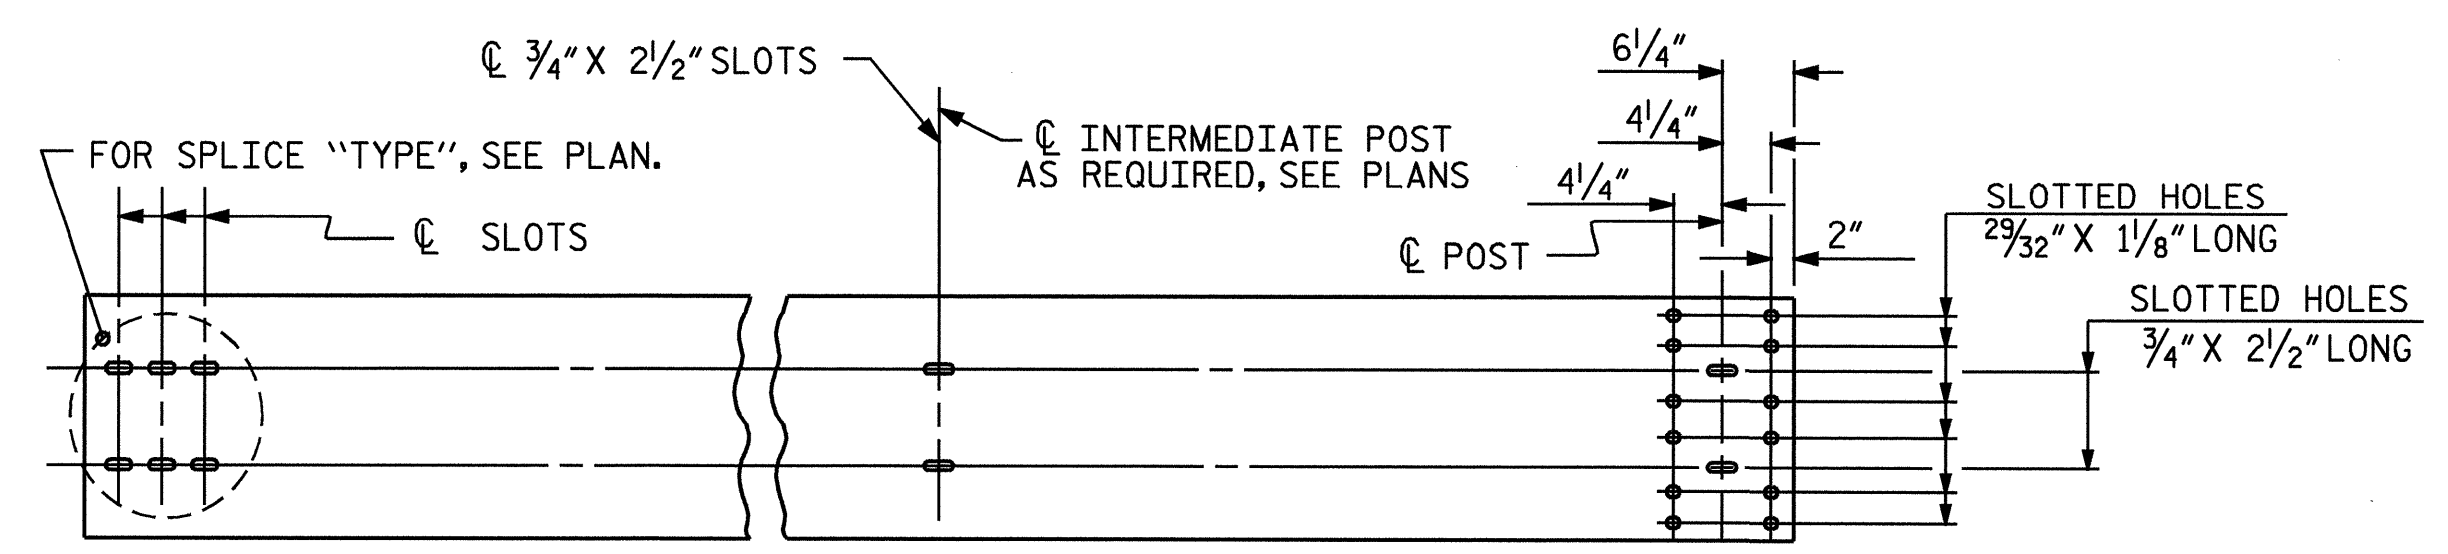 ℄ 3/4" X 2 1/2" SLOTS
6 1/4"
4 1/4"
℄ INTERMEDIATE POST
AS REQUIRED, SEE PLANS
FOR SPLICE "TYPE", SEE PLAN.
4 1/4"
SLOTTED HOLES
29/32" X 1 1/8" LONG
℄ SLOTS
℄ POST
2"
SLOTTED HOLES
3/4" X 2 1/2" LONG